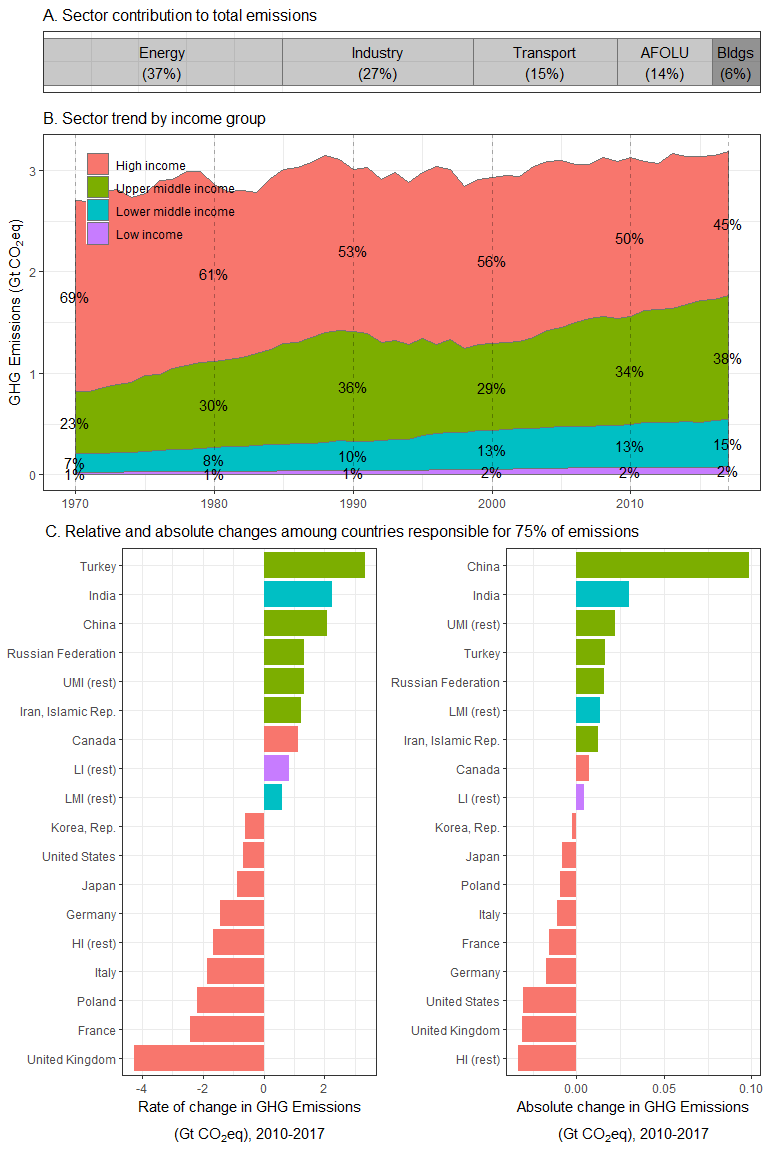 A. Sector contribution to total emissions
Energy Industry Transport AFOLU Bldgs
(37%) (27%) (15%) (14%) (6%)
B. Sector trend by income group
GHG Emissions (Gt CO₂eq)
3
2
1
0
High income
Upper middle income
Lower middle income
Low income
69% 61% 53% 56% 50% 45%
23% 30% 36% 29% 34% 38%
7% 8% 10% 13% 13% 15%
1% 1% 1% 2% 2% 2%
1970 1980 1990 2000 2010
C. Relative and absolute changes amoung countries responsible for 75% of emissions
Turkey
India
China
Russian Federation
UMI (rest)
Iran, Islamic Rep.
Canada
LI (rest)
LMI (rest)
Korea, Rep.
United States
Japan
Germany
HI (rest)
Italy
Poland
France
United Kingdom
-4 -2 0 2
Rate of change in GHG Emissions
(Gt CO₂eq), 2010-2017
China
India
UMI (rest)
Turkey
Russian Federation
LMI (rest)
Iran, Islamic Rep.
Canada
LI (rest)
Korea, Rep.
Japan
Poland
Italy
France
Germany
United States
United Kingdom
HI (rest)
0.00 0.05 0.10
Absolute change in GHG Emissions
(Gt CO₂eq), 2010-2017